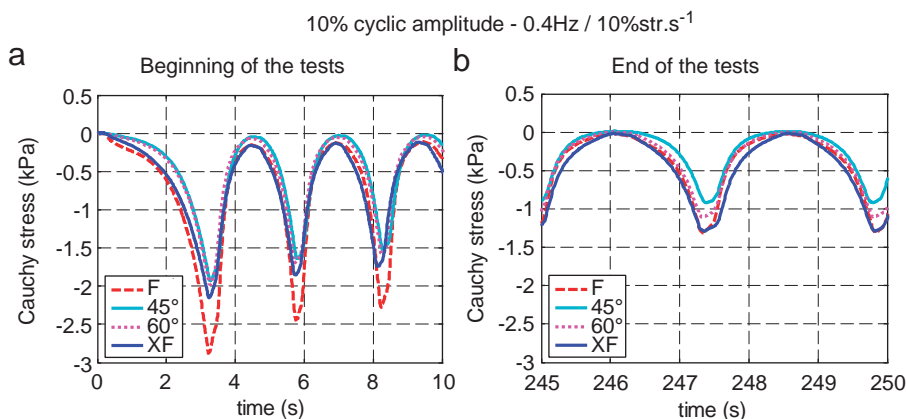 10% cyclic amplitude - 0.4Hz / 10%str.s⁻¹
a
Beginning of the tests
Cauchy stress (kPa)
0.5
0
-0.5
-1
-1.5
-2
-2.5
-3
F
45°
60°
XF
0 2 4 6 8 10
time (s)
b
End of the tests
Cauchy stress (kPa)
0.5
0
-0.5
-1
-1.5
-2
-2.5
-3
F
45°
60°
XF
245 246 247 248 249 250
time (s)